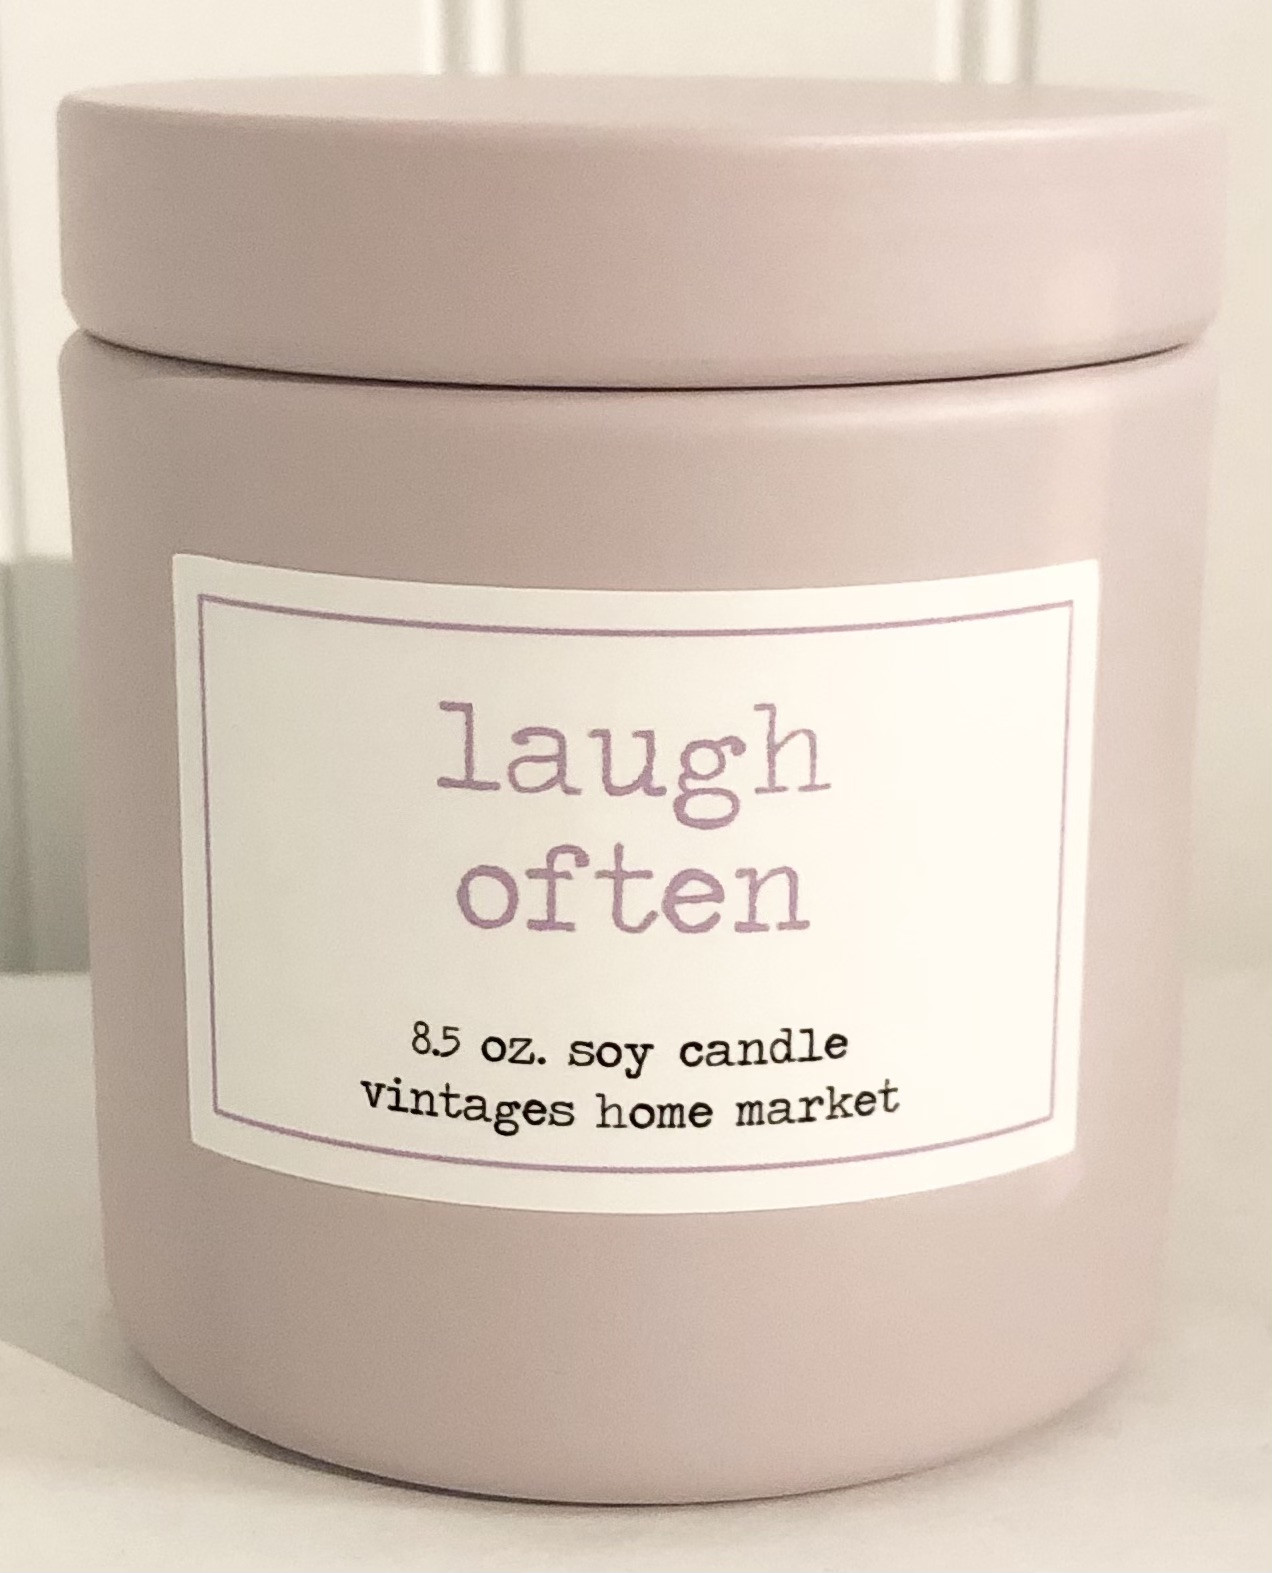 laugh
often
8.5 oz. soy candle
vintages home market